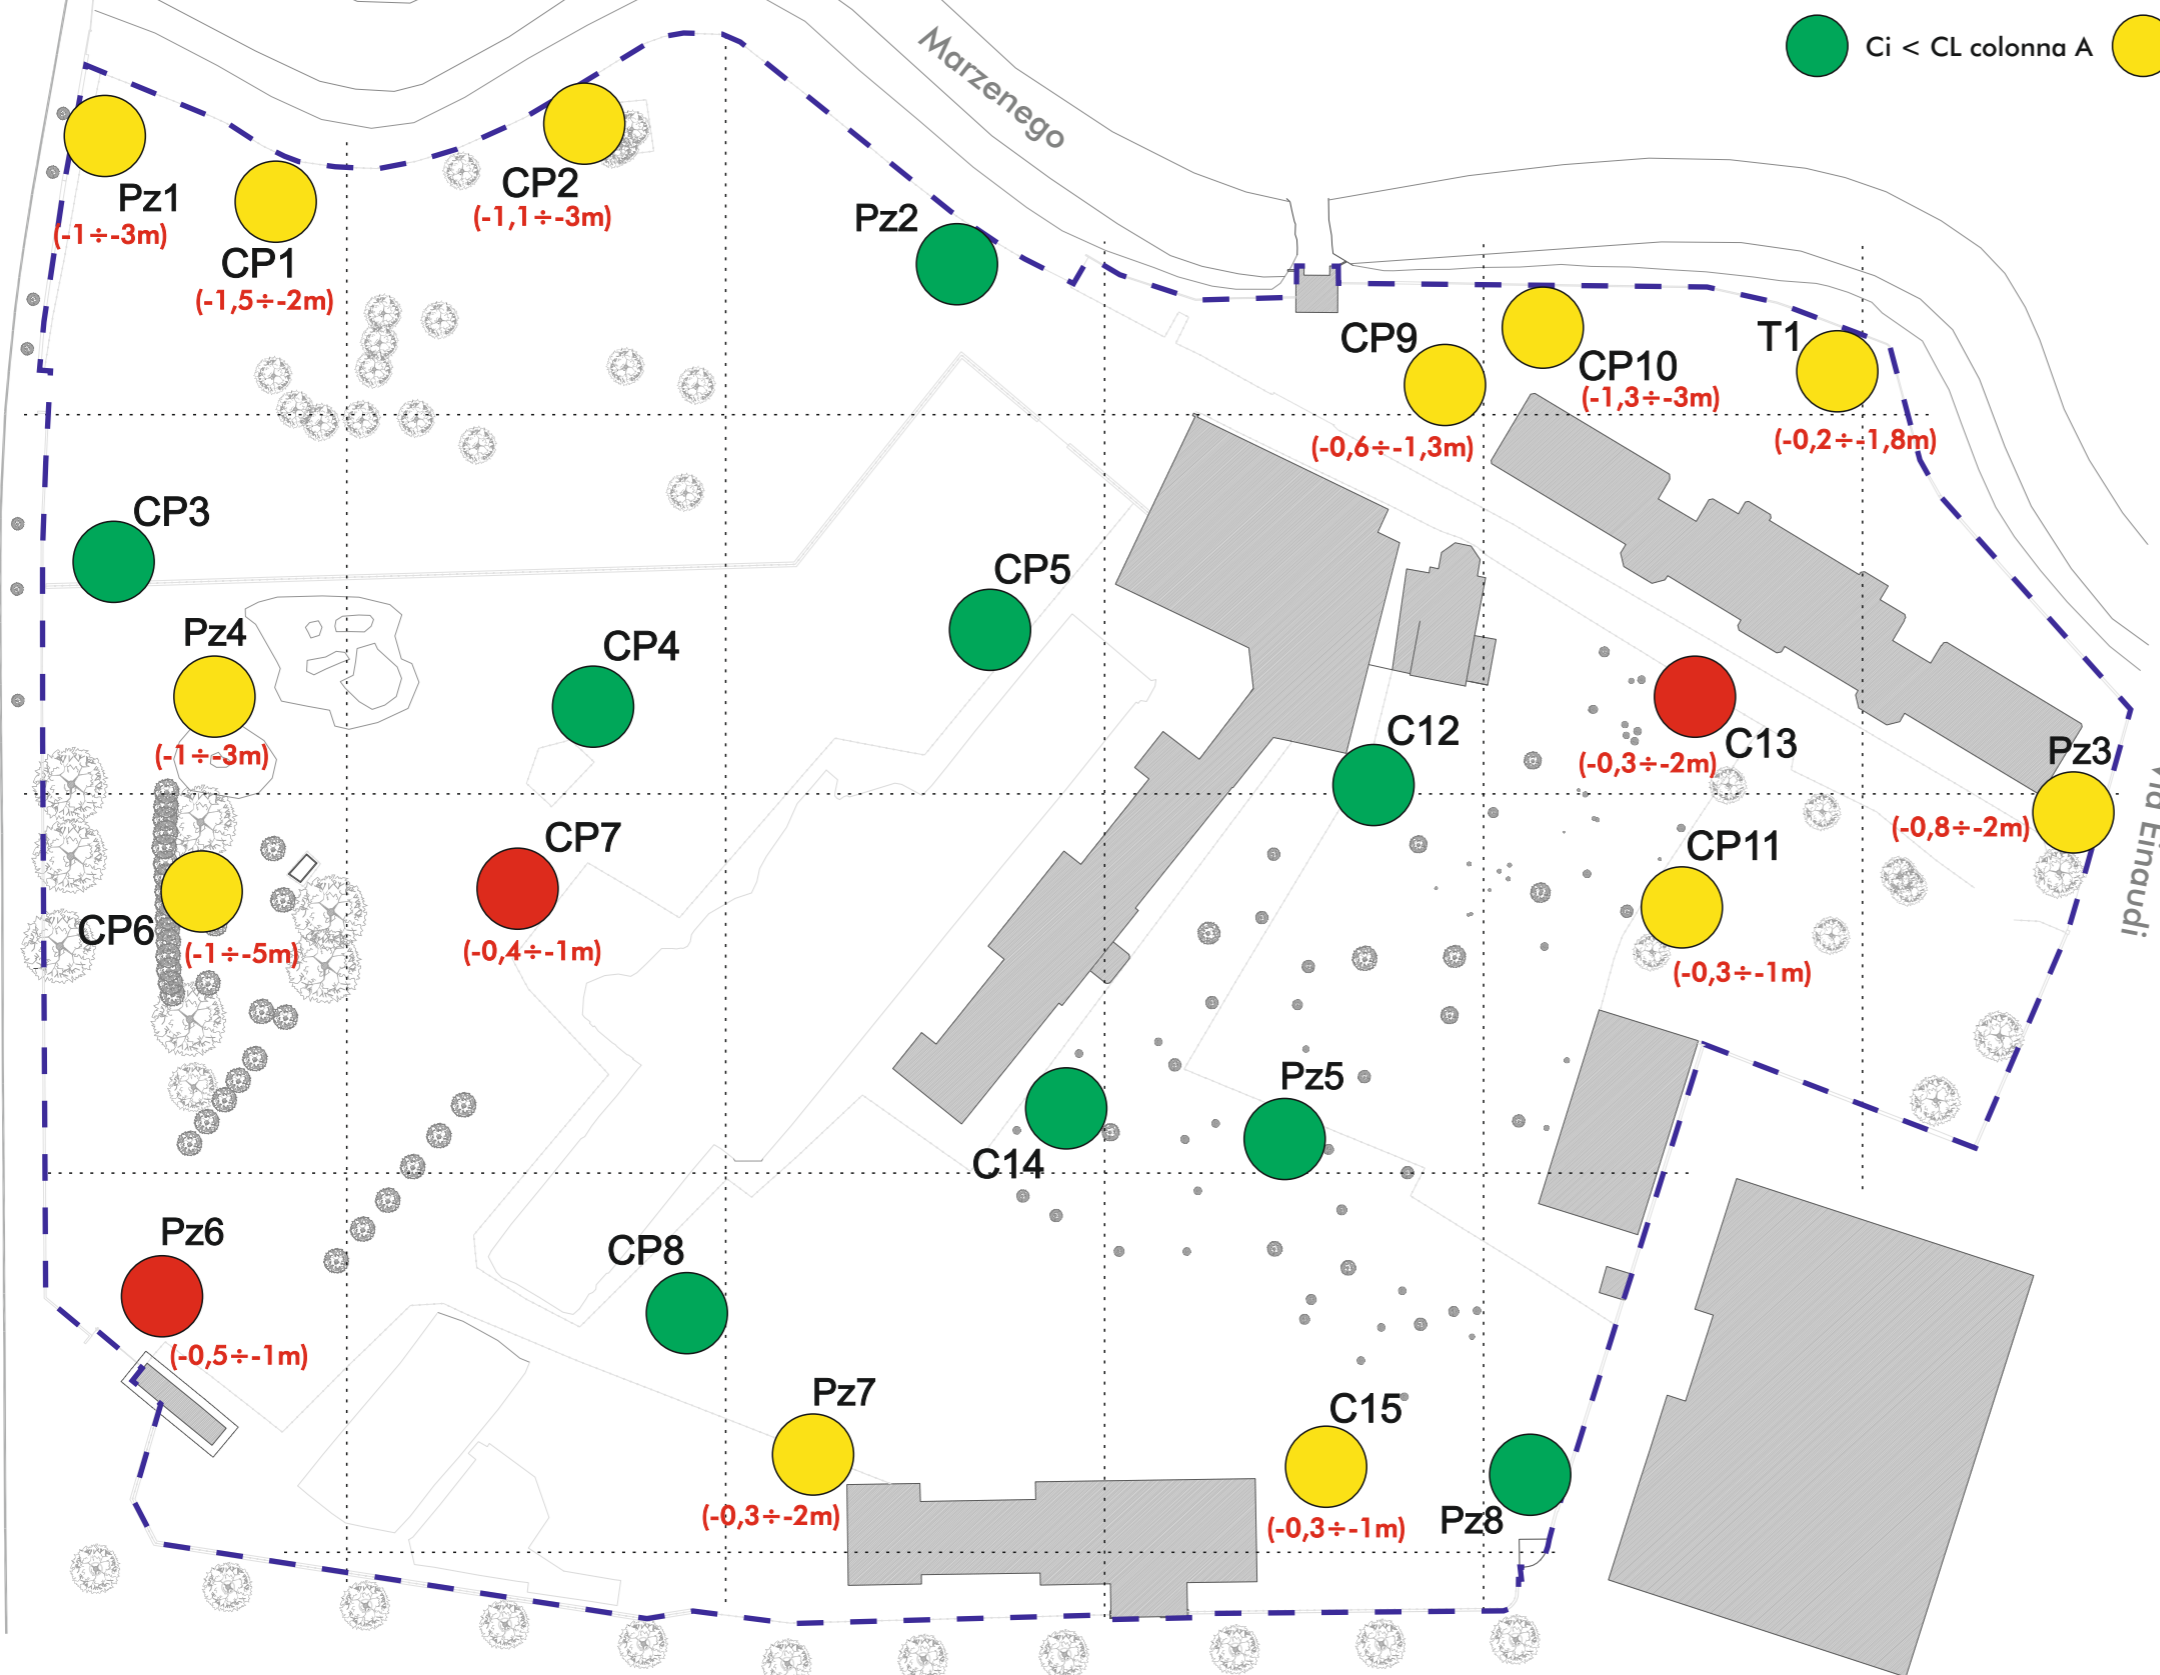 Marzenego
Ci < CL colonna A
Pz1
(-1÷-3m)
CP1
(-1,5÷-2m)
CP2
(-1,1÷-3m)
Pz2
CP9
(-0,6÷-1,3m)
CP10
(-1,3÷-3m)
T1
(-0,2÷-1,8m)
CP3
CP5
Pz4
(-1÷-3m)
CP4
C12
C13
(-0,3÷-2m)
Pz3
(-0,8÷-2m)
Via Einaudi
CP7
(-0,4÷-1m)
CP11
(-0,3÷-1m)
CP6
(-1÷-5m)
C14
Pz5
Pz6
(-0,5÷-1m)
CP8
Pz7
(-0,3÷-2m)
C15
(-0,3÷-1m)
Pz8